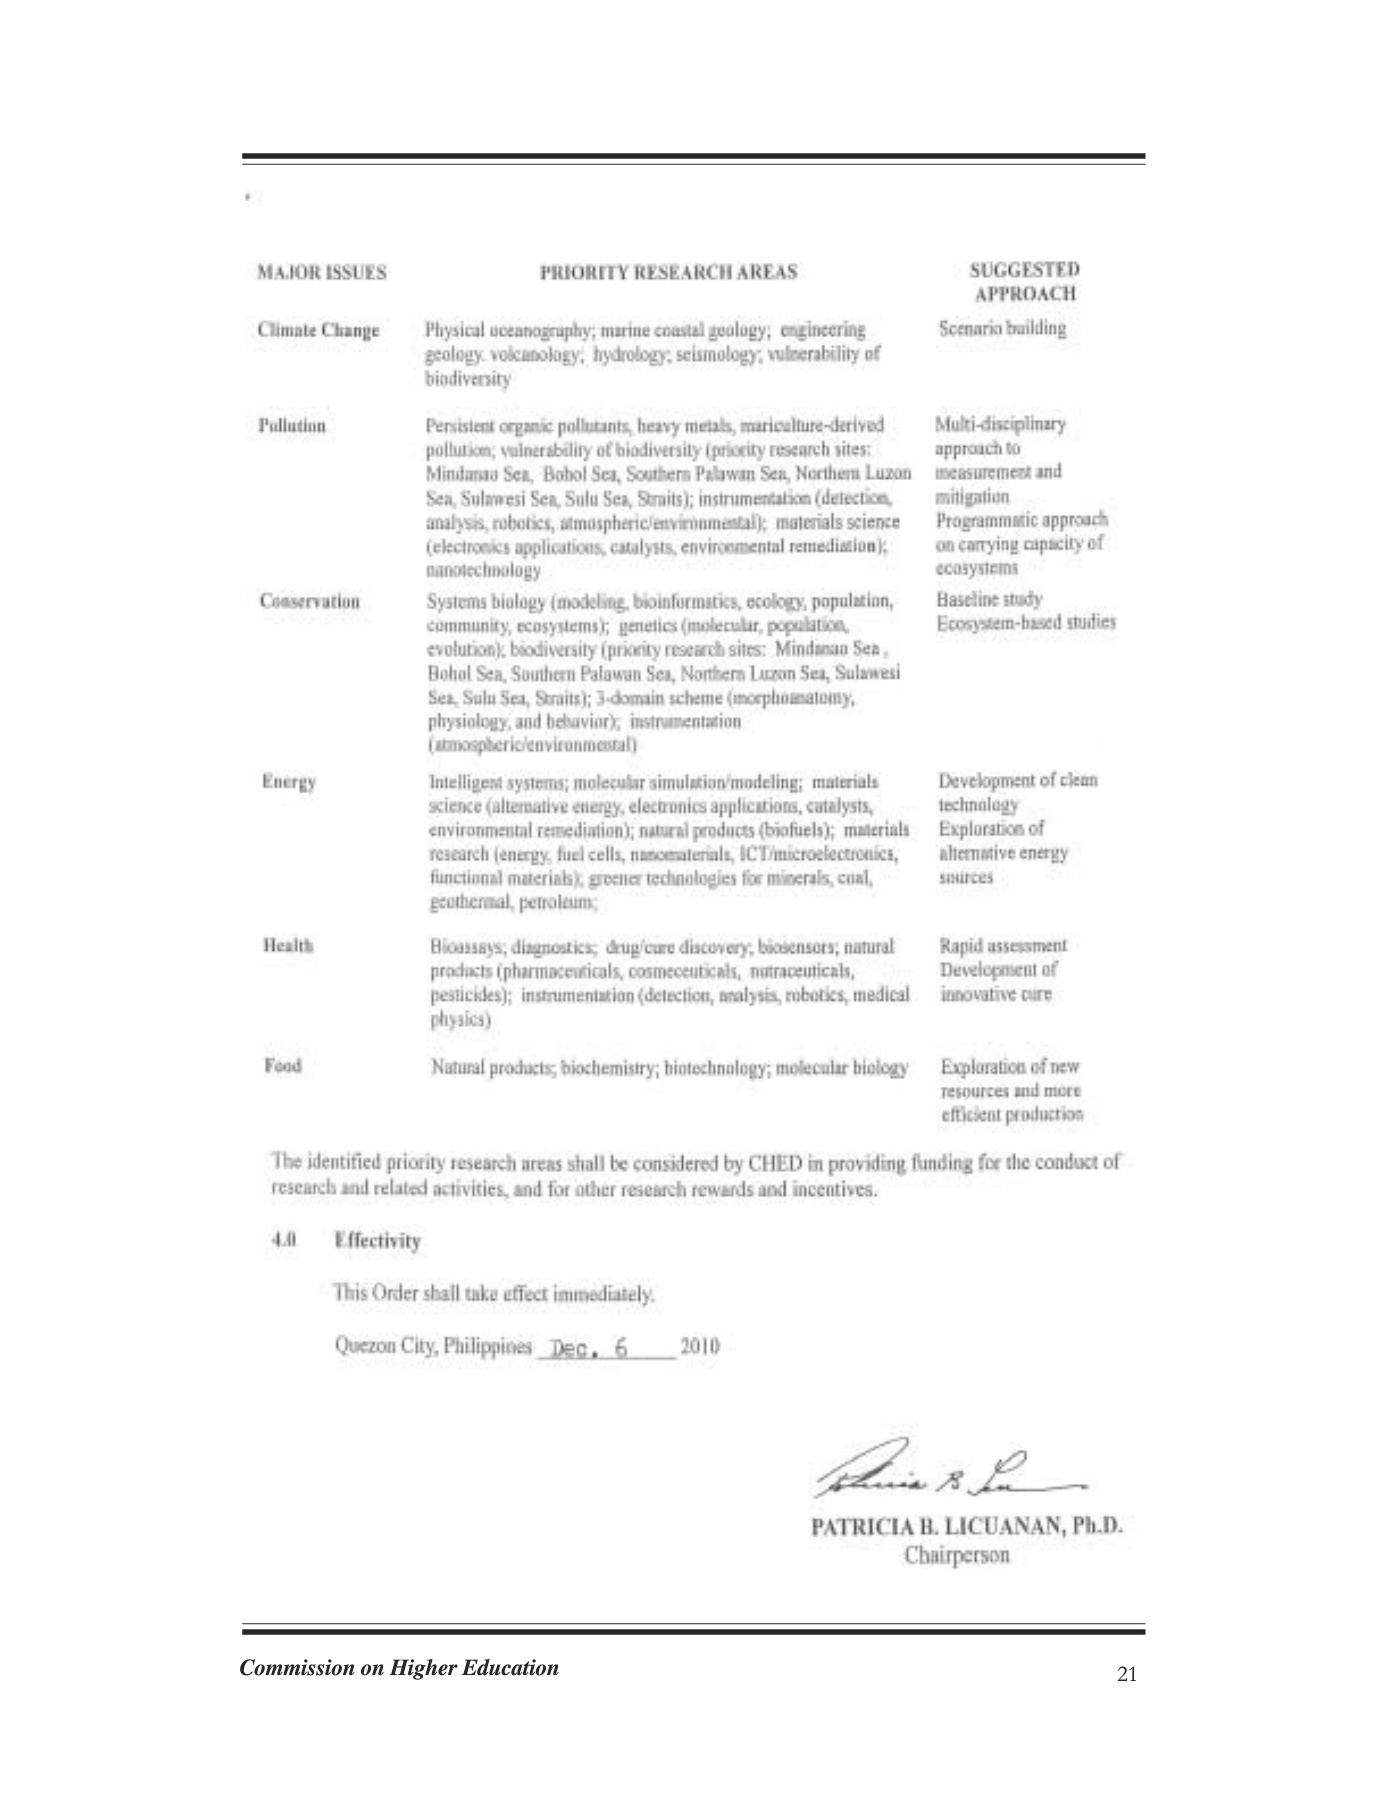 MAJOR ISSUES PRIORITY RESEARCH AREAS SUGGESTED
APPROACH
Climate Change Physical oceanography; marine coastal geology; engineering Scenario building
geology. volcanology; hydrology; seismology; vulnerability of
biodiversity
Pollution Persistent organic pollutants, heavy metals, mariculture-derived Multi-disciplinary
pollution; vulnerability of biodiversity (priority research sites: approach to
Mindanao Sea, Bohol Sea, Southern Palawan Sea, Northern Luzon measurement and
Sea, Sulawesi Sea, Sulu Sea, Straits); instrumentation (detection, mitigation
analysis, robotics, atmospheric/environmental); materials science Programmatic approach
(electronics applications, catalysts, environmental remediation); on carrying capacity of
nanotechnology ecosystems
Conservation Systems biology (modeling, bioinformatics, ecology, population, Baseline study
community, ecosystems); genetics (molecular, population, Ecosystem-based studies
evolution); biodiversity (priority research sites: Mindanao Sea ,
Bohol Sea, Southern Palawan Sea, Northern Luzon Sea, Sulawesi
Sea, Sulu Sea, Straits); 3-domain scheme (morphoanatomy,
physiology, and behavior); instrumentation
(atmospheric/environmental)
Energy Intelligent systems; molecular simulation/modeling; materials Development of clean
science (alternative energy, electronics applications, catalysts, technology
environmental remediation); natural products (biofuels); materials Exploration of
research (energy, fuel cells, nanomaterials, ICT/microelectronics, alternative energy
functional materials); greener technologies for minerals, coal, sources
geothermal, petroleum;
Health Bioassays; diagnostics; drug/cure discovery; biosensors; natural Rapid assessment
products (pharmaceuticals, cosmeceuticals, nutraceuticals, Development of
pesticides); instrumentation (detection, analysis, robotics, medical innovative cure
physics)
Food Natural products; biochemistry; biotechnology; molecular biology Exploration of new
resources and more
efficient production
The identified priority research areas shall be considered by CHED in providing funding for the conduct of
research and related activities, and for other research rewards and incentives.
4.0 Effectivity
This Order shall take effect immediately.
Quezon City, Philippines Dec. 6 2010
PATRICIA B. LICUANAN, Ph.D.
Chairperson
Commission on Higher Education 21